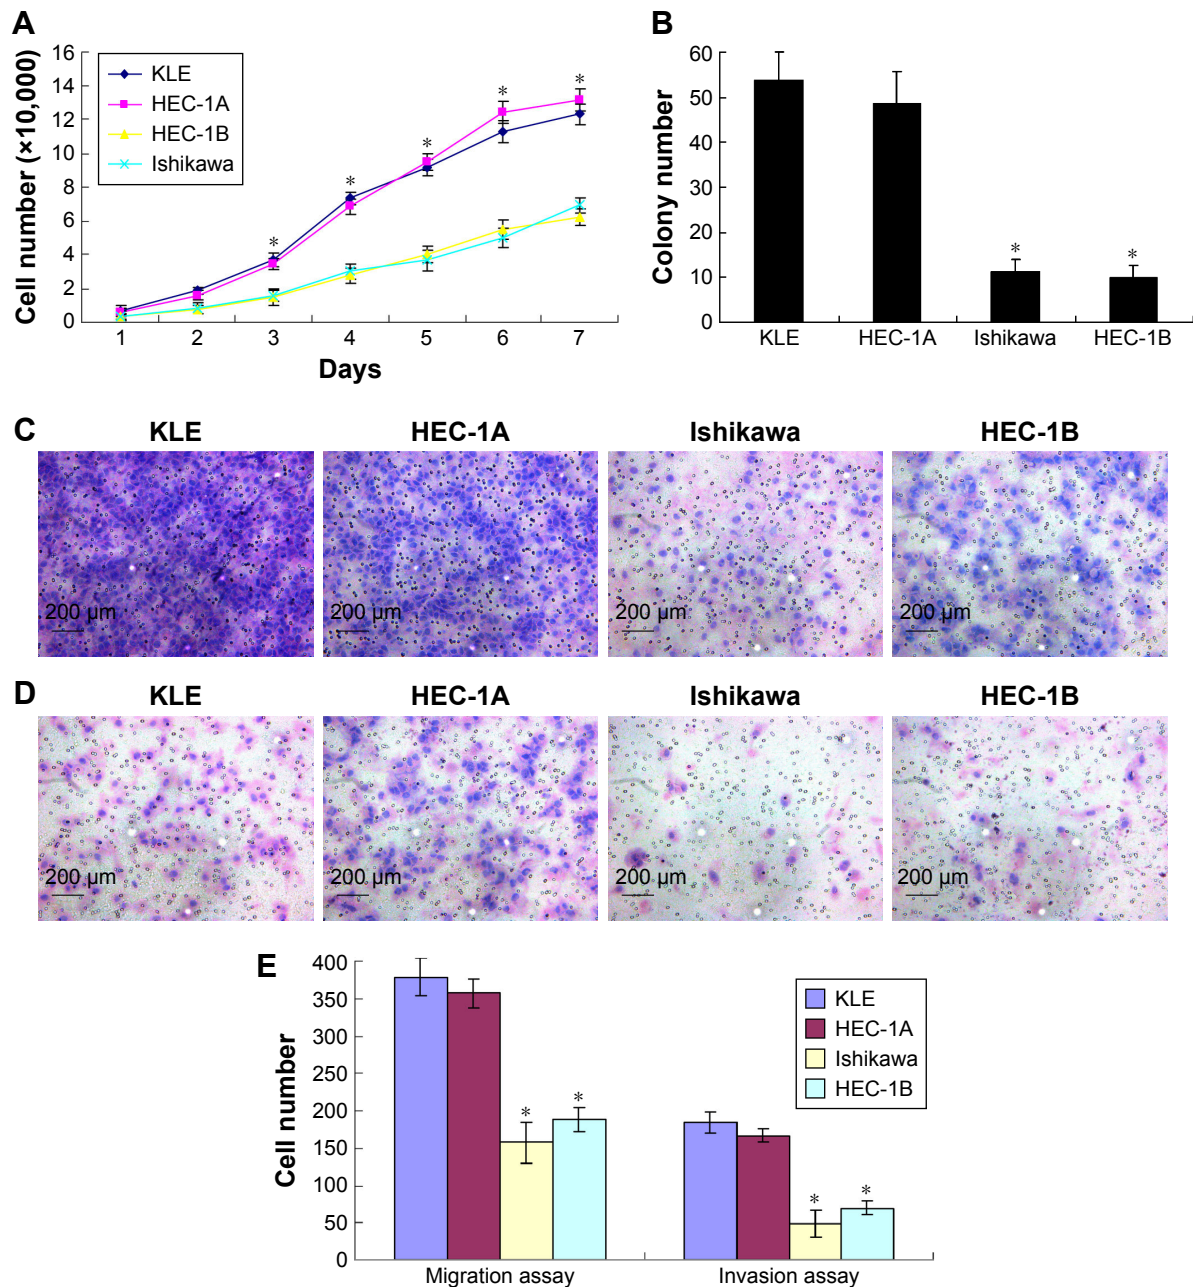 A
Cell number (×10,000)
16
14
12
10
8
6
4
2
0
KLE
HEC-1A
HEC-1B
Ishikawa
* * * * *
1 2 3 4 5 6 7
Days
B
Colony number
60
50
40
30
20
10
0
* *
KLE HEC-1A Ishikawa HEC-1B
C
KLE HEC-1A Ishikawa HEC-1B
200 µm 200 µm 200 µm 200 µm
D
KLE HEC-1A Ishikawa HEC-1B
200 µm 200 µm 200 µm 200 µm
E
Cell number
400
350
300
250
200
150
100
50
0
KLE
HEC-1A
Ishikawa
HEC-1B
* * * *
Migration assay Invasion assay